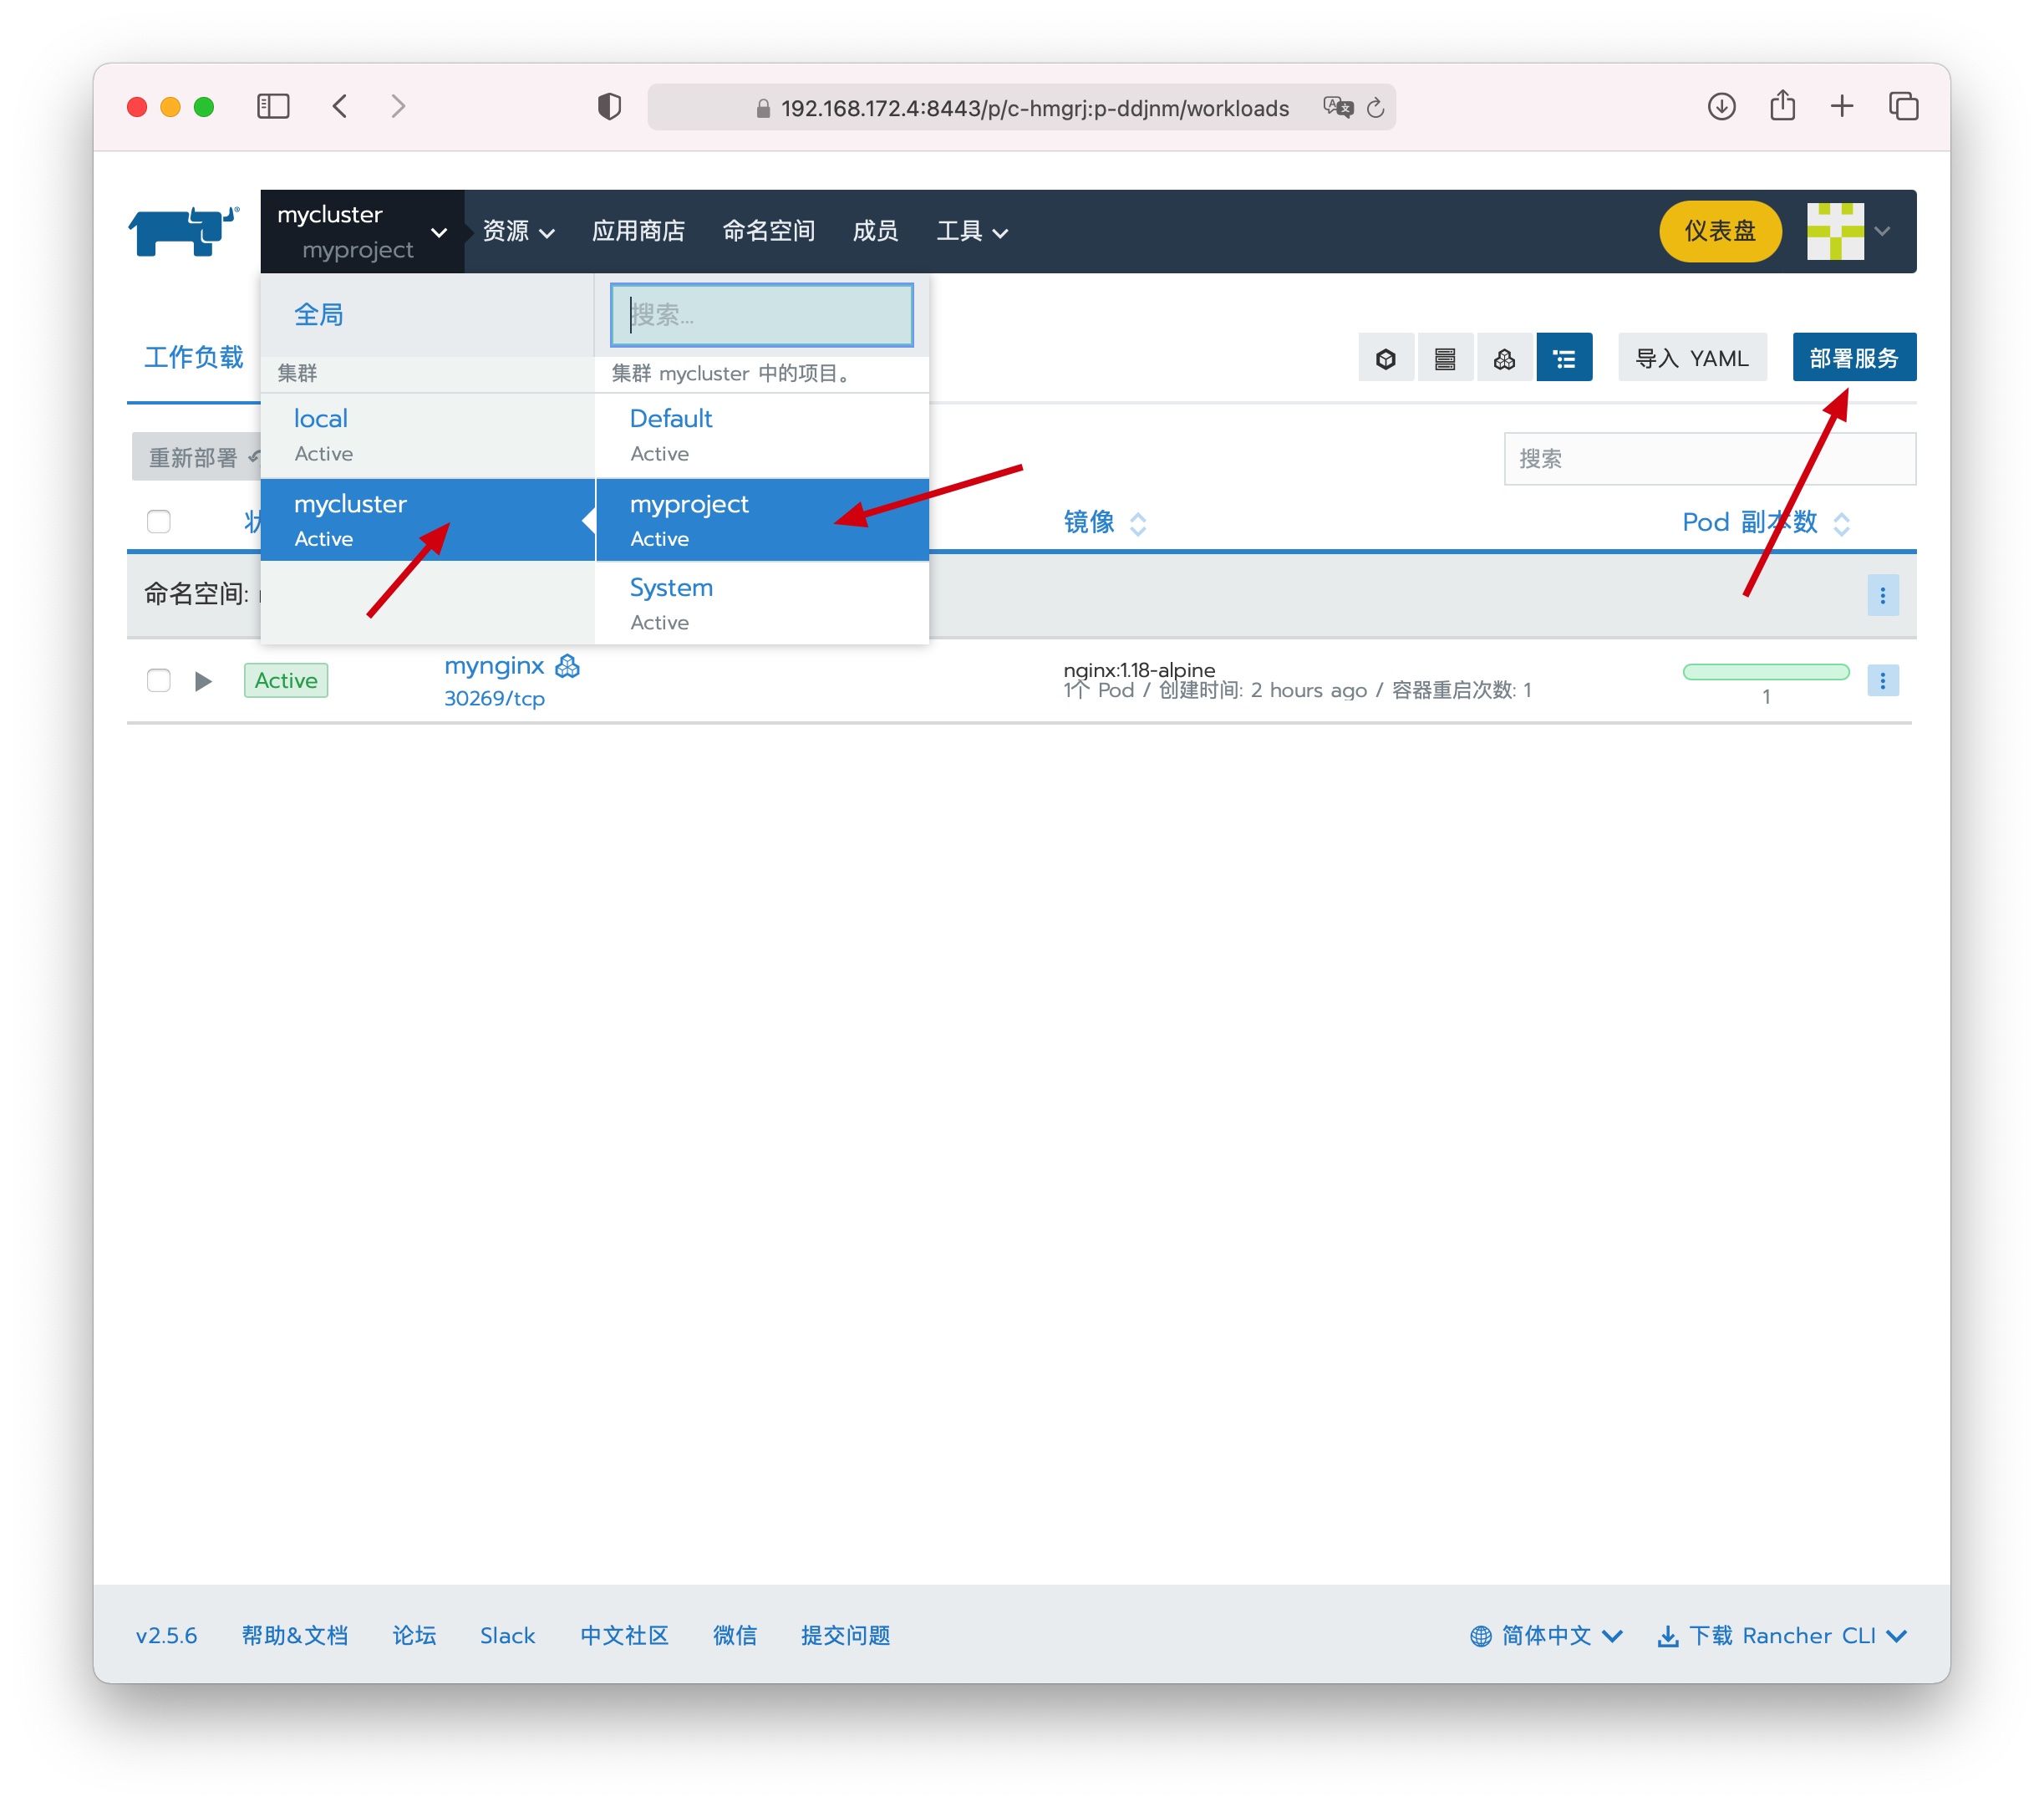 192.168.172.4:8443/p/c-hmgrj:p-ddjnm/workloads
mycluster
myproject
资源
应用商店
命名空间
成员
工具
仪表盘
全局
搜索...
工作负载
导入 YAML
部署服务
集群
集群 mycluster 中的项目。
local
Active
Default
Active
重新部署
搜索
mycluster
Active
myproject
Active
状
镜像
Pod 副本数
System
Active
命名空间:
Active
mynginx
30269/tcp
nginx:1.18-alpine
1个 Pod / 创建时间: 2 hours ago / 容器重启次数: 1
1
v2.5.6
帮助&文档
论坛
Slack
中文社区
微信
提交问题
简体中文
下载 Rancher CLI